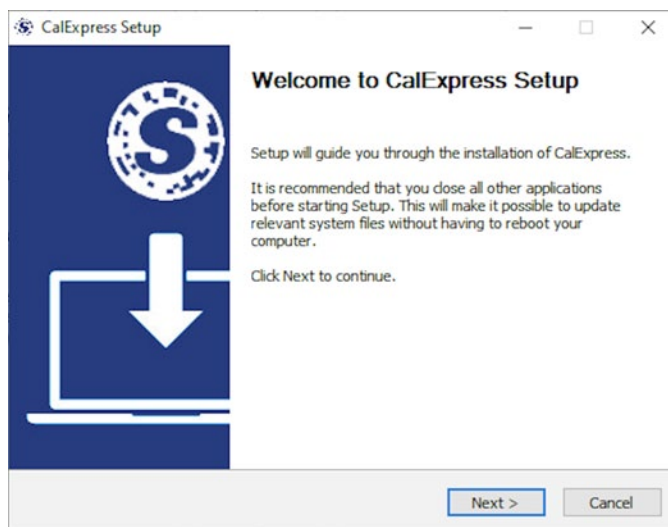 CalExpress Setup
Welcome to CalExpress Setup
Setup will guide you through the installation of CalExpress.
It is recommended that you close all other applications
before starting Setup. This will make it possible to update
relevant system files without having to reboot your
computer.
Click Next to continue.
S
Next >
Cancel